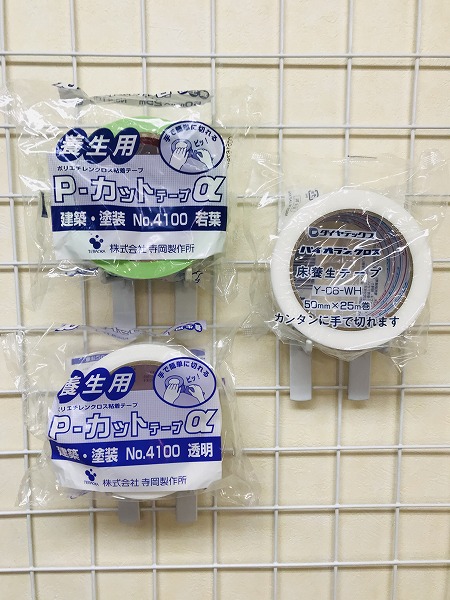 養生用
手で簡単に切れる
ピッ!
ポリエチレンクロス粘着テープ
P-カットテープα
建築・塗装 No.4100 若葉
TERAOKA
株式会社 寺岡製作所
養生用
手で簡単に切れる
ピッ!
ポリエチレンクロス粘着テープ
P-カットテープα
建築・塗装 No.4100 透明
TERAOKA
株式会社 寺岡製作所
ダイヤテックス
パイオランクロス
床養生テープ
Y-06-WH
50mm×25m巻
カンタンに手で切れます